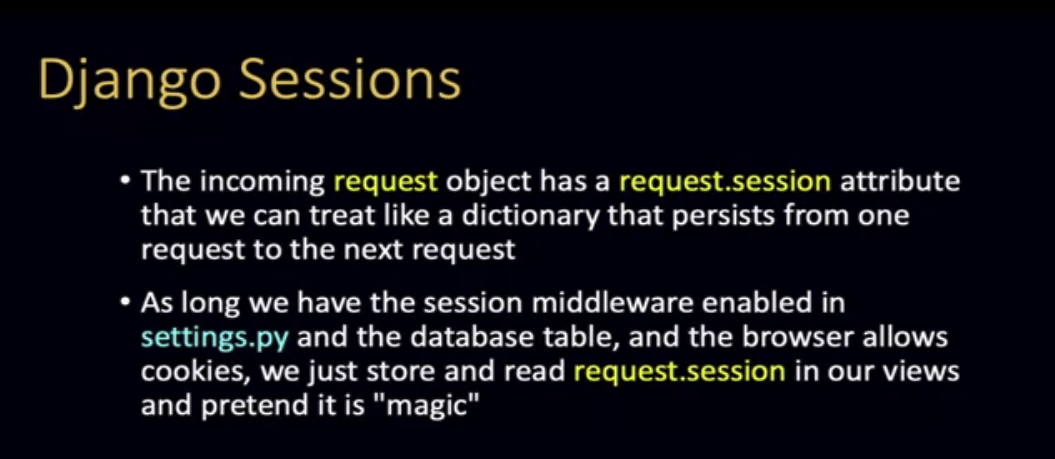 Django Sessions
• The incoming request object has a request.session attribute
that we can treat like a dictionary that persists from one
request to the next request
• As long we have the session middleware enabled in
settings.py and the database table, and the browser allows
cookies, we just store and read request.session in our views
and pretend it is "magic"